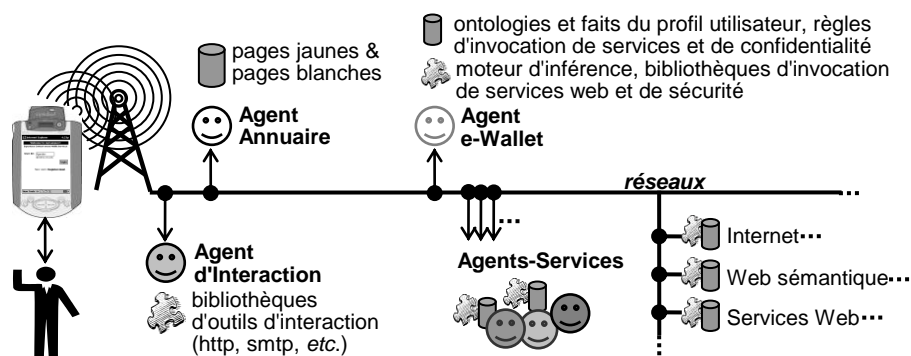 ontologies et faits du profil utilisateur, règles
d'invocation de services et de confidentialité
moteur d'inférence, bibliothèques d'invocation
de services web et de sécurité
pages jaunes &
pages blanches
Agent
Annuaire
Agent
e-Wallet
réseaux
...
...
Agent
d'Interaction
bibliothèques
d'outils d'interaction
(http, smtp, etc.)
Agents-Services
Internet...
Web sémantique...
Services Web...